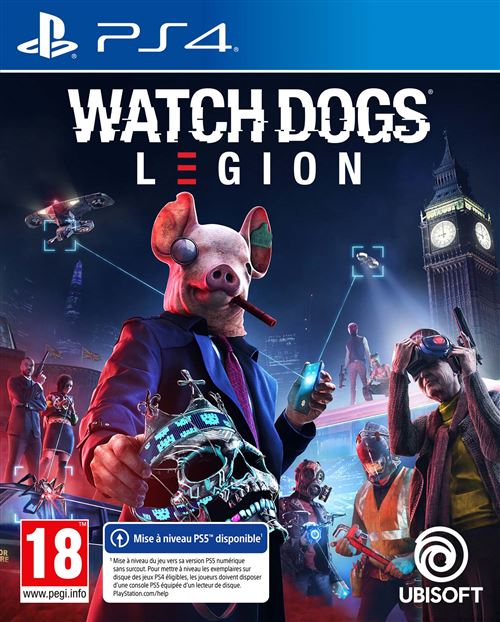 PS4
WATCH DOGS®
LEGION
18
www.pegi.info
Mise à niveau PS5™ disponible¹
¹ Mise à niveau du jeu vers sa version PS5 numérique
sans surcout. Pour mettre à niveau les exemplaires sur
disque des jeux PS4 éligibles, les joueurs doivent disposer
d'une console PS5 équipée d'un lecteur de disque.
PlayStation.com/help
UBISOFT